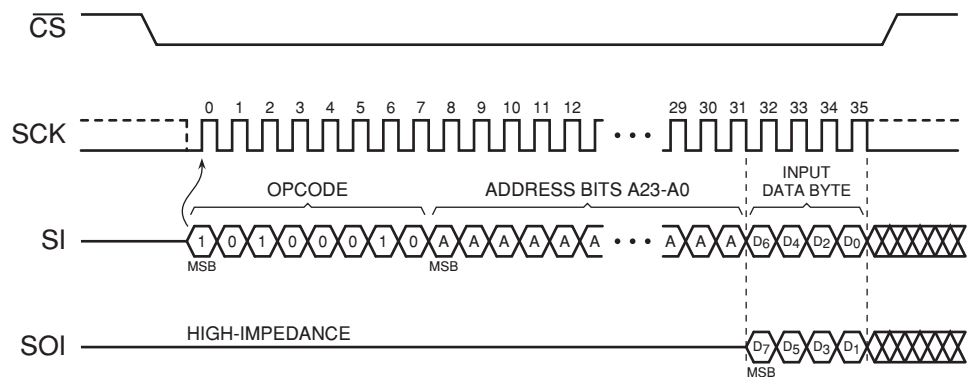 CS
0 1 2 3 4 5 6 7 8 9 10 11 12 29 30 31 32 33 34 35
SCK
INPUT
DATA BYTE
OPCODE
ADDRESS BITS A23-A0
SI 1 0 1 0 0 0 1 0 A A A A A A • • • A A A D6 D4 D2 D0
MSB MSB
HIGH-IMPEDANCE
SOI D7 D5 D3 D1
MSB